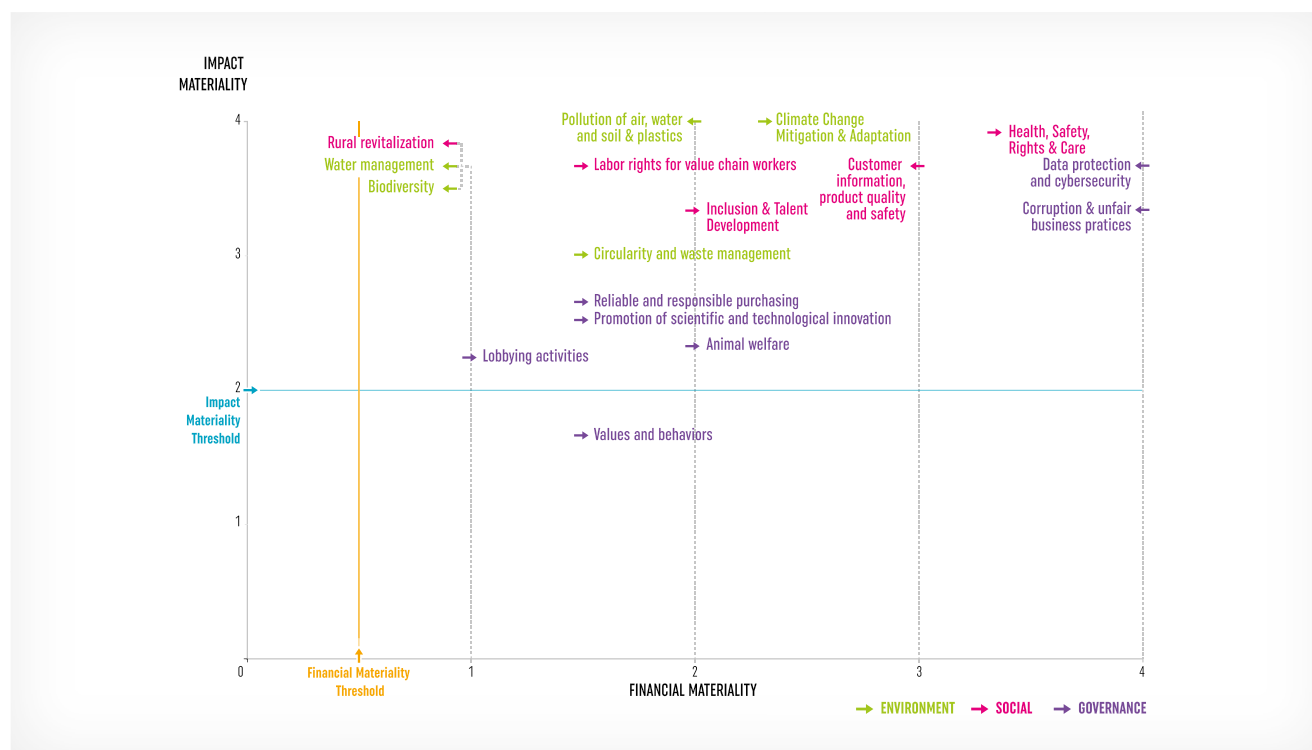 IMPACT
MATERIALITY
4
Pollution of air, water
and soil & plastics
Climate Change
Mitigation & Adaptation
Health, Safety,
Rights & Care
Rural revitalization
Water management
Biodiversity
Labor rights for value chain workers
Customer
information,
product quality
and safety
Data protection
and cybersecurity
Inclusion & Talent
Development
Corruption & unfair
business pratices
3
Circularity and waste management
Reliable and responsible purchasing
Promotion of scientific and technological innovation
Animal welfare
Lobbying activities
2
Impact
Materiality
Threshold
Values and behaviors
1
0
Financial Materiality
Threshold
1
2
3
4
FINANCIAL MATERIALITY
ENVIRONMENT
SOCIAL
GOVERNANCE